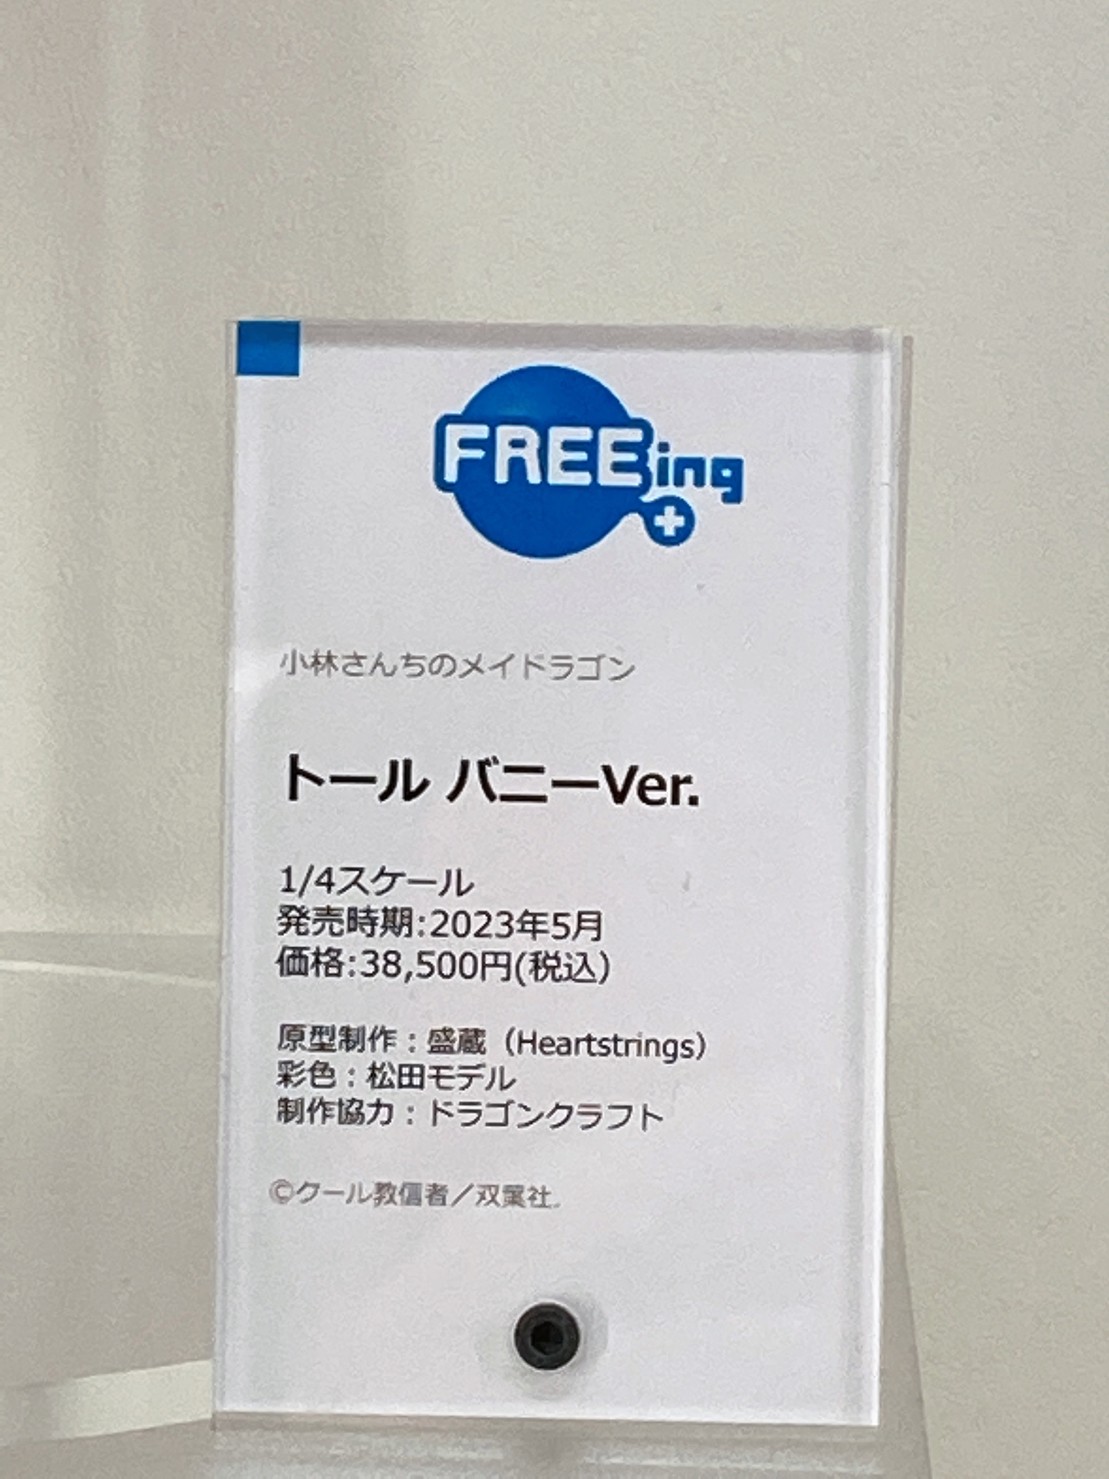 FREEing
小林さんちのメイドラゴン
トール バニーVer.
1/4スケール
発売時期:2023年5月
価格:38,500円(税込)
原型制作：盛蔵（Heartstrings）
彩色：松田モデル
制作協力：ドラゴンクラフト
©クール教信者／双葉社